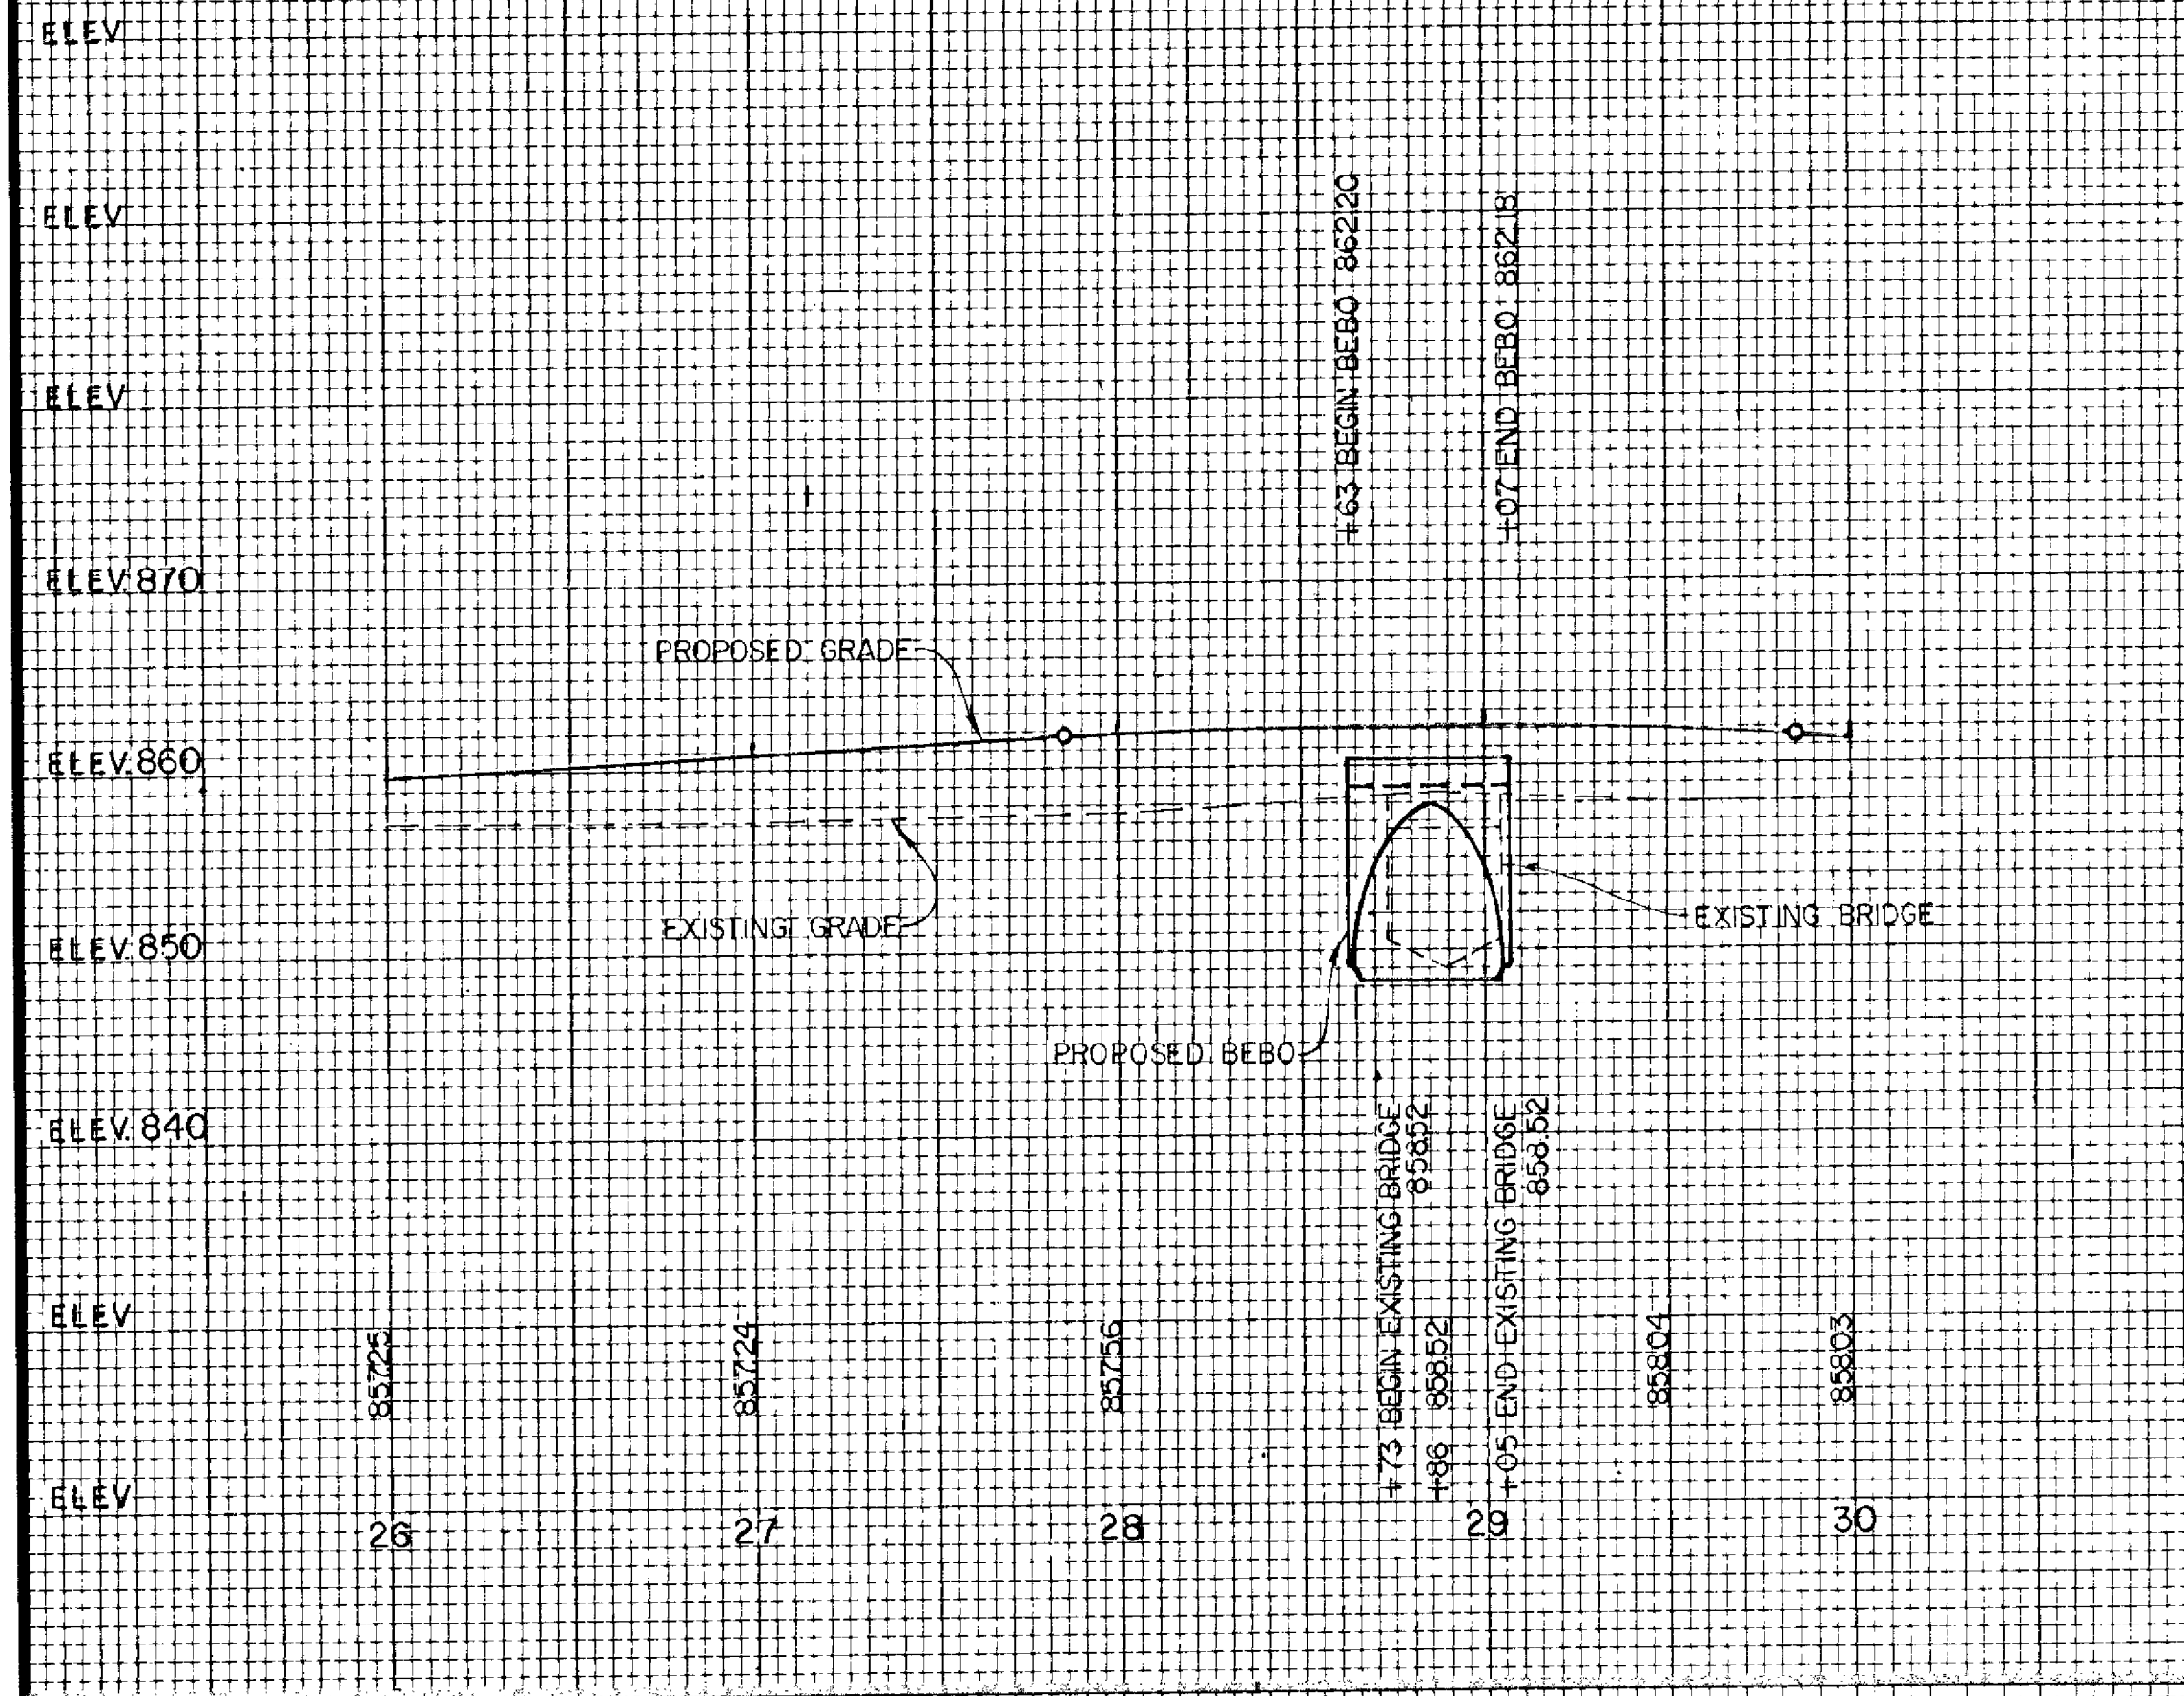 ELEV
ELEV
+63 BEGIN BEBO 862.20
+07 END BEBO 862.18
ELEV
ELEV. 870
PROPOSED GRADE
ELEV. 860
EXISTING GRADE
EXISTING BRIDGE
ELEV. 850
PROPOSED BEBO
ELEV. 840
+73 BEGIN EXISTING BRIDGE
858.52
+86 858.52
+05 END EXISTING BRIDGE
858.52
ELEV
857.25
857.24
857.56
858.04
858.03
ELEV
26
27
28
29
30